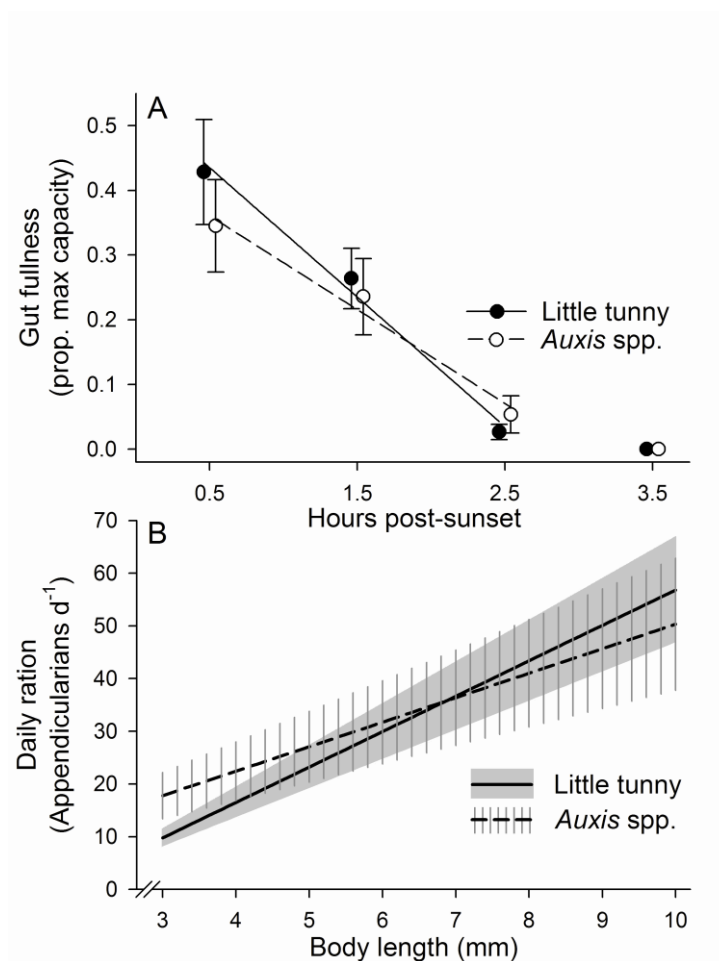 A
Gut fullness
(prop. max capacity)
0.5
0.4
0.3
0.2
0.1
0.0
Little tunny
Auxis spp.
0.5 1.5 2.5 3.5
Hours post-sunset
B
Daily ration
(Appendicularians d⁻¹)
70
60
50
40
30
20
10
0
Little tunny
Auxis spp.
3 4 5 6 7 8 9 10
Body length (mm)